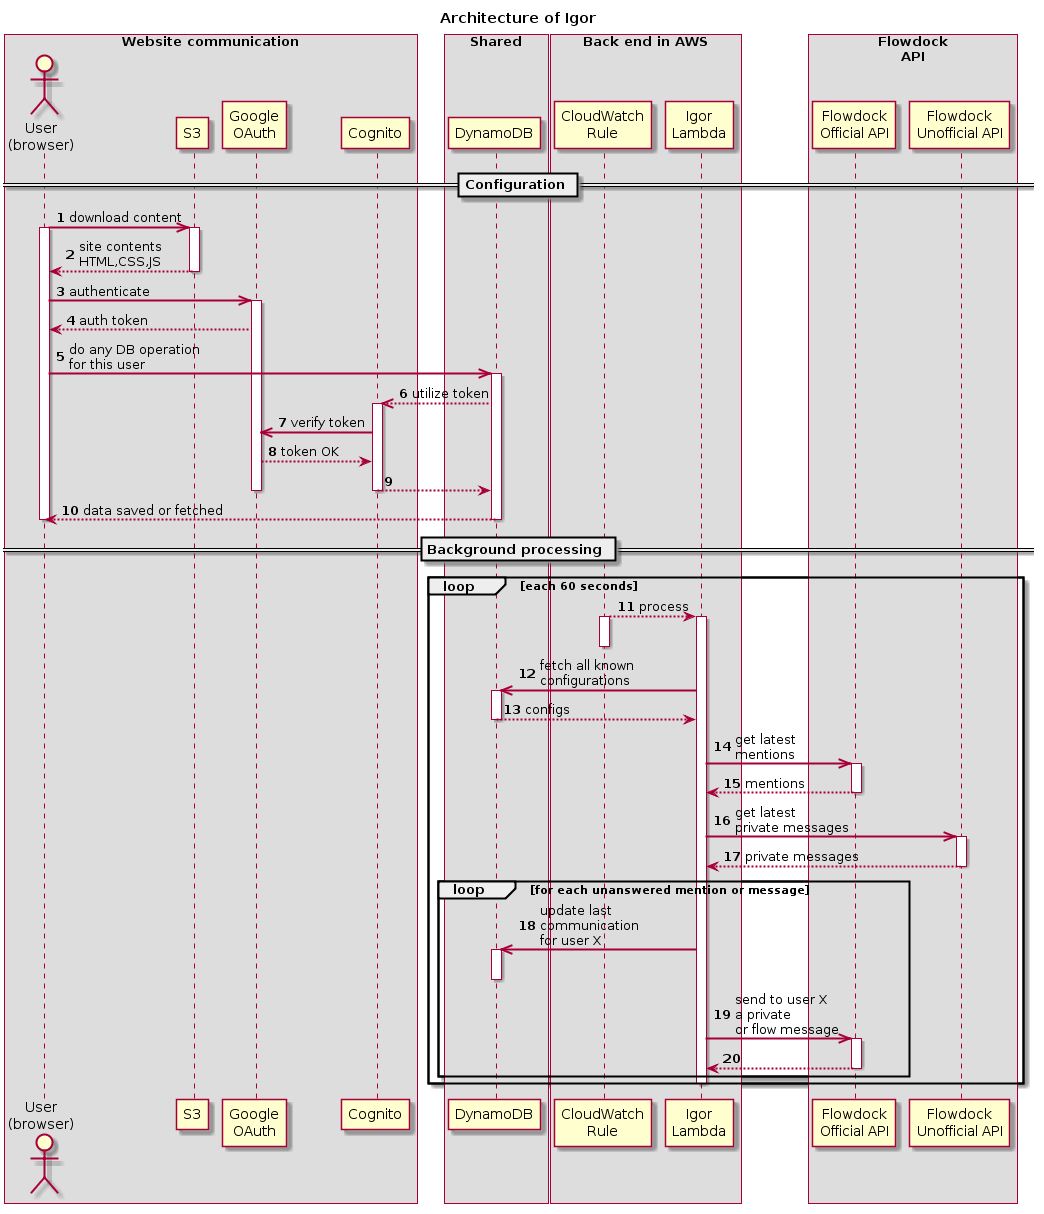 Architecture of Igor
Website communication
Shared
Back end in AWS
Flowdock
API
User
(browser)
S3
Google
OAuth
Cognito
DynamoDB
CloudWatch
Rule
Igor
Lambda
Flowdock
Official API
Flowdock
Unofficial API
Configuration
1 download content
2 site contents
HTML,CSS,JS
3 authenticate
4 auth token
5 do any DB operation
for this user
6 utilize token
7 verify token
8 token OK
9
10 data saved or fetched
Background processing
loop [each 60 seconds]
11 process
12 fetch all known
configurations
13 configs
14 get latest
mentions
15 mentions
16 get latest
private messages
17 private messages
loop [for each unanswered mention or message]
update last
18 communication
for user X
send to user X
19 a private
or flow message
20
User
(browser)
S3
Google
OAuth
Cognito
DynamoDB
CloudWatch
Rule
Igor
Lambda
Flowdock
Official API
Flowdock
Unofficial API